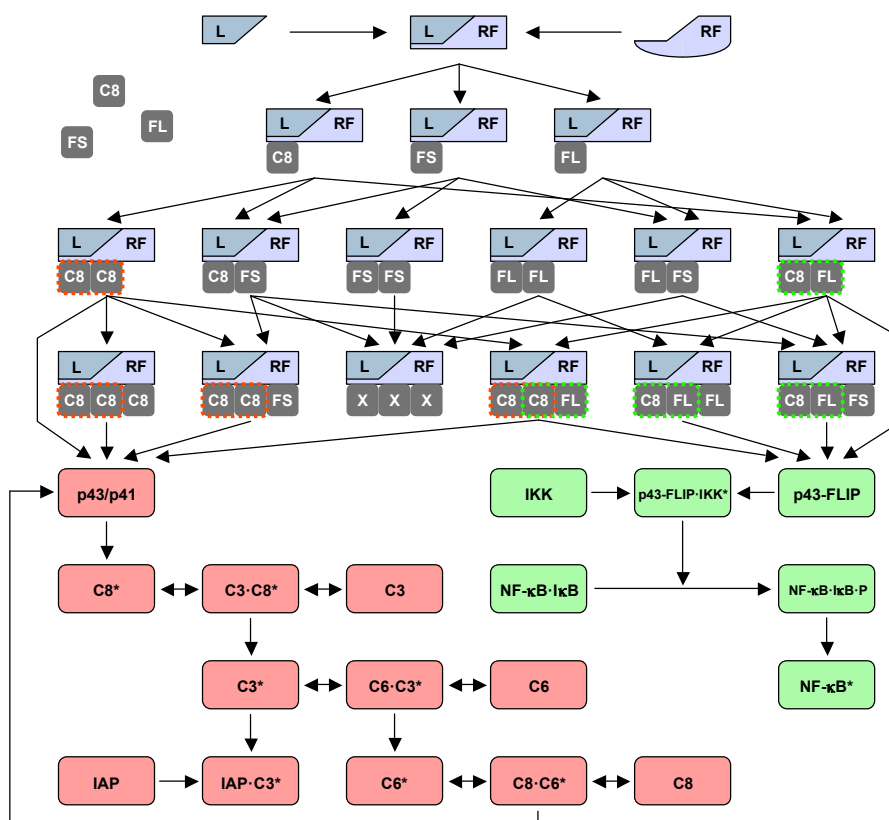 L L RF
C8
FL
FS
L RF L RF L RF
C8 FS FL
L RF L RF L RF L RF L RF L RF
C8 C8 C8 FS FS FS FL FL FL FS C8 FL
L RF L RF L RF L RF L RF L RF
C8 C8 C8 C8 C8 FS X X X C8 C8 FL C8 FL FL C8 FL FS
p43/p41 IKK p43-FLIP·IKK* p43-FLIP
C8* C3·C8* C3 NF-κB·IκB NF-κB·IκB·P
C3* C6·C3* C6 NF-κB*
IAP IAP·C3* C6* C8·C6* C8